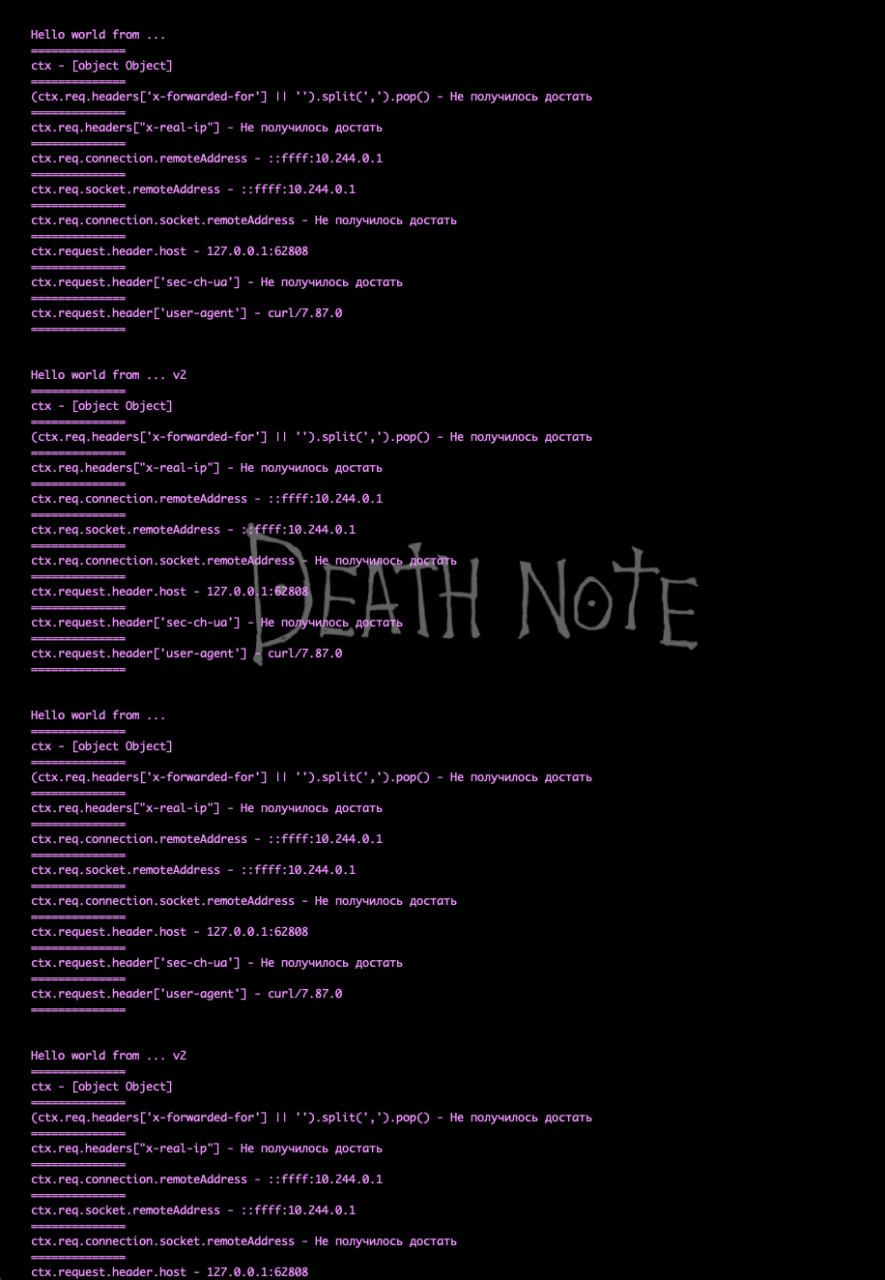 Hello world from ...
==============
ctx - [object Object]
==============
(ctx.req.headers['x-forwarded-for'] || '').split(',').pop() - Не получилось достать
==============
ctx.req.headers["x-real-ip"] - Не получилось достать
==============
ctx.req.connection.remoteAddress - ::ffff:10.244.0.1
==============
ctx.req.socket.remoteAddress - ::ffff:10.244.0.1
==============
ctx.req.connection.socket.remoteAddress - Не получилось достать
==============
ctx.request.header.host - 127.0.0.1:62808
==============
ctx.request.header['sec-ch-ua'] - Не получилось достать
==============
ctx.request.header['user-agent'] - curl/7.87.0
==============
Hello world from ... v2
==============
ctx - [object Object]
==============
(ctx.req.headers['x-forwarded-for'] || '').split(',').pop() - Не получилось достать
==============
ctx.req.headers["x-real-ip"] - Не получилось достать
==============
ctx.req.connection.remoteAddress - ::ffff:10.244.0.1
==============
ctx.req.socket.remoteAddress - ::ffff:10.244.0.1
==============
ctx.req.connection.socket.remoteAddress - Не получилось достать
==============
ctx.request.header.host - 127.0.0.1:62808
==============
DEATH NOTE
ctx.request.header['sec-ch-ua'] - Не получилось достать
==============
ctx.request.header['user-agent'] - curl/7.87.0
==============
Hello world from ...
==============
ctx - [object Object]
==============
(ctx.req.headers['x-forwarded-for'] || '').split(',').pop() - Не получилось достать
==============
ctx.req.headers["x-real-ip"] - Не получилось достать
==============
ctx.req.connection.remoteAddress - ::ffff:10.244.0.1
==============
ctx.req.socket.remoteAddress - ::ffff:10.244.0.1
==============
ctx.req.connection.socket.remoteAddress - Не получилось достать
==============
ctx.request.header.host - 127.0.0.1:62808
==============
ctx.request.header['sec-ch-ua'] - Не получилось достать
==============
ctx.request.header['user-agent'] - curl/7.87.0
==============
Hello world from ... v2
==============
ctx - [object Object]
==============
(ctx.req.headers['x-forwarded-for'] || '').split(',').pop() - Не получилось достать
==============
ctx.req.headers["x-real-ip"] - Не получилось достать
==============
ctx.req.connection.remoteAddress - ::ffff:10.244.0.1
==============
ctx.req.socket.remoteAddress - ::ffff:10.244.0.1
==============
ctx.req.connection.socket.remoteAddress - Не получилось достать
==============
ctx.request.header.host - 127.0.0.1:62808